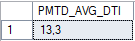 PMTD_AVG_DTI
1 13,3